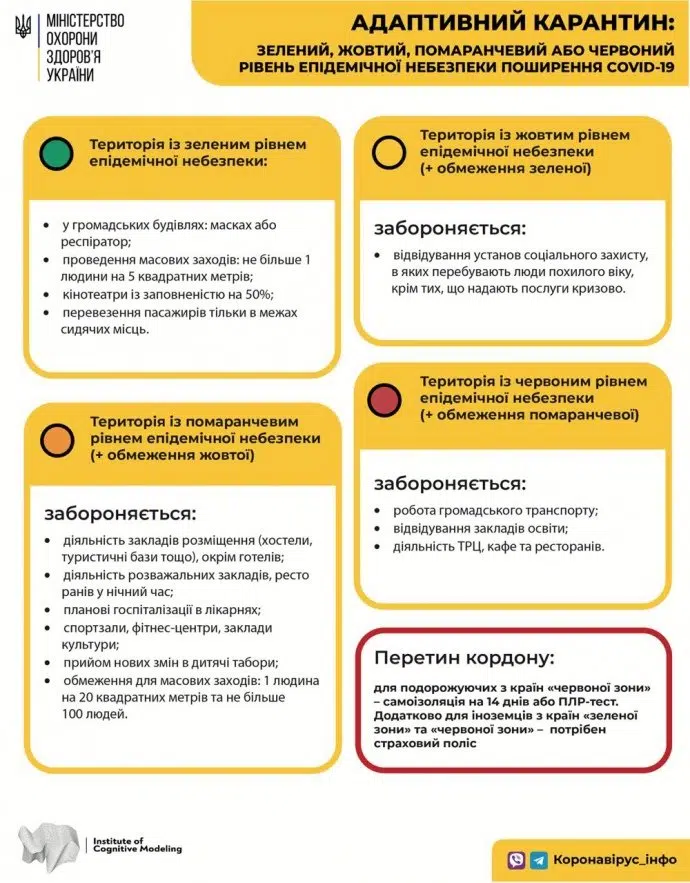 МІНІСТЕРСТВО
ОХОРОНИ
ЗДОРОВ'Я
УКРАЇНИ
АДАПТИВНИЙ КАРАНТИН:
ЗЕЛЕНИЙ, ЖОВТИЙ, ПОМАРАНЧЕВИЙ АБО ЧЕРВОНИЙ
РІВЕНЬ ЕПІДЕМІЧНОЇ НЕБЕЗПЕКИ ПОШИРЕННЯ COVID-19
Територія із зеленим рівнем
епідемічної небезпеки:
• у громадських будівлях: масках або
респіратор;
• проведення масових заходів: не більше 1
людини на 5 квадратних метрів;
• кінотеатри із заповненістю на 50%;
• перевезення пасажирів тільки в межах
сидячих місць.
Територія із жовтим рівнем
епідемічної небезпеки
(+ обмеження зеленої)
забороняється:
• відвідування установ соціального захисту,
в яких перебувають люди похилого віку,
крім тих, що надають послуги кризово.
Територія із помаранчевим
рівнем епідемічної небезпеки
(+ обмеження жовтої)
забороняється:
• діяльність закладів розміщення (хостели,
туристичні бази тощо), окрім готелів;
• діяльність розважальних закладів, ресто
ранів у нічний час;
• планові госпіталізації в лікарнях;
• спортзали, фітнес-центри, заклади
культури;
• прийом нових змін в дитячі табори;
• обмеження для масових заходів: 1 людина
на 20 квадратних метрів та не більше
100 людей.
Територія із червоним рівнем
епідемічної небезпеки
(+ обмеження помаранчевої)
забороняється:
• робота громадського транспорту;
• відвідування закладів освіти;
• діяльність ТРЦ, кафе та ресторанів.
Перетин кордону:
для подорожуючих з країн «червоної зони»
– самоізоляція на 14 днів або ПЛР-тест.
Додатково для іноземців з країн «зеленої
зони» та «червоної зони» – потрібен
страховий поліс
Institute of
Cognitive Modeling
Коронавірус_інфо